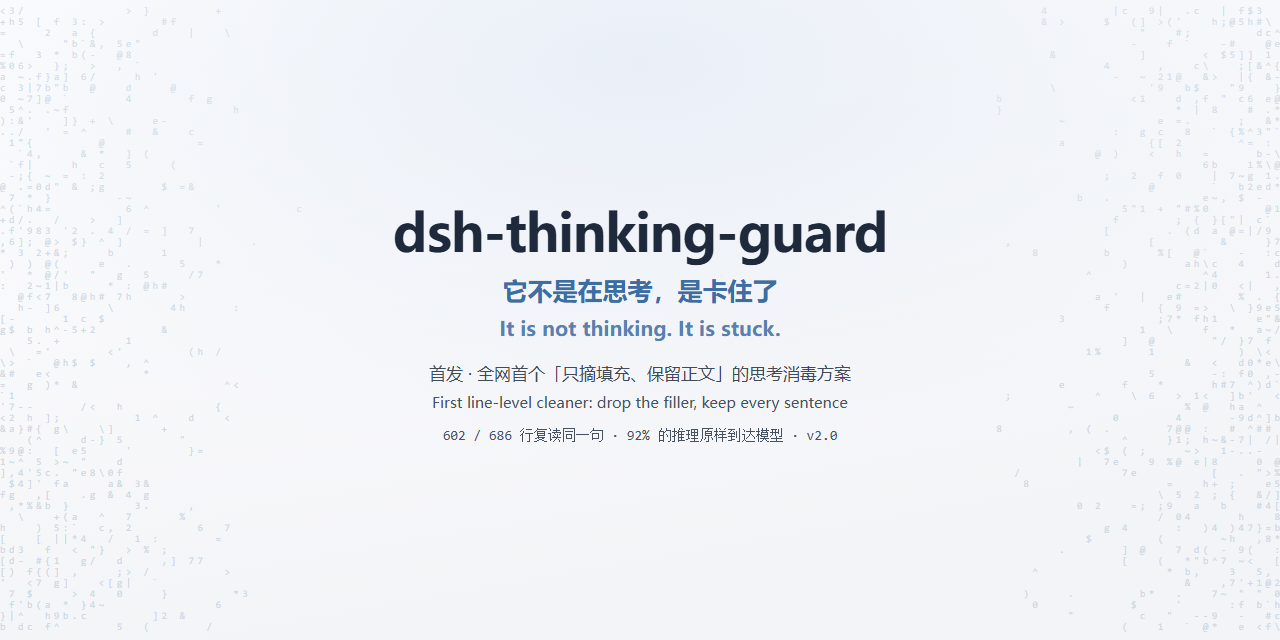 dsh-thinking-guard
它不是在思考，是卡住了
It is not thinking. It is stuck.
首发 · 全网首个「只摘填充、保留正文」的思考消毒方案
First line-level cleaner: drop the filler, keep every sentence
602 / 686 行复读同一句 · 92% 的推理原样到达模型 · v2.0